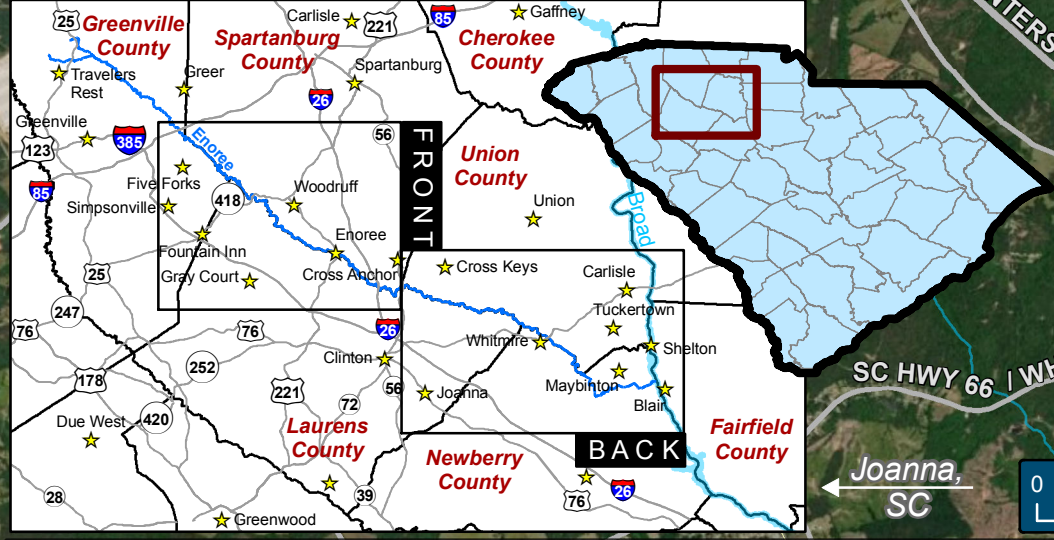 25
Greenville
County
Spartanburg
County
Carlisle
221
85
Gaffney
Cherokee
County
Travelers
Rest
Greer
Spartanburg
26
Greenville
385
123
85
Enoree
56
FRONT
Union
County
Five Forks
Simpsonville
418
Woodruff
Union
Broad
Fountain Inn
Enoree
Gray Court
Cross Anchor
Cross Keys
Carlisle
Tuckertown
25
247
76
76
26
Whitmire
Shelton
Clinton
252
178
221
56
Joanna
Maybinton
Blair
72
Due West
420
Laurens
County
Fairfield
County
BACK
Newberry
County
28
39
76
26
Greenwood
SC HWY 66 / WH
Joanna,
SC
0
NTERS